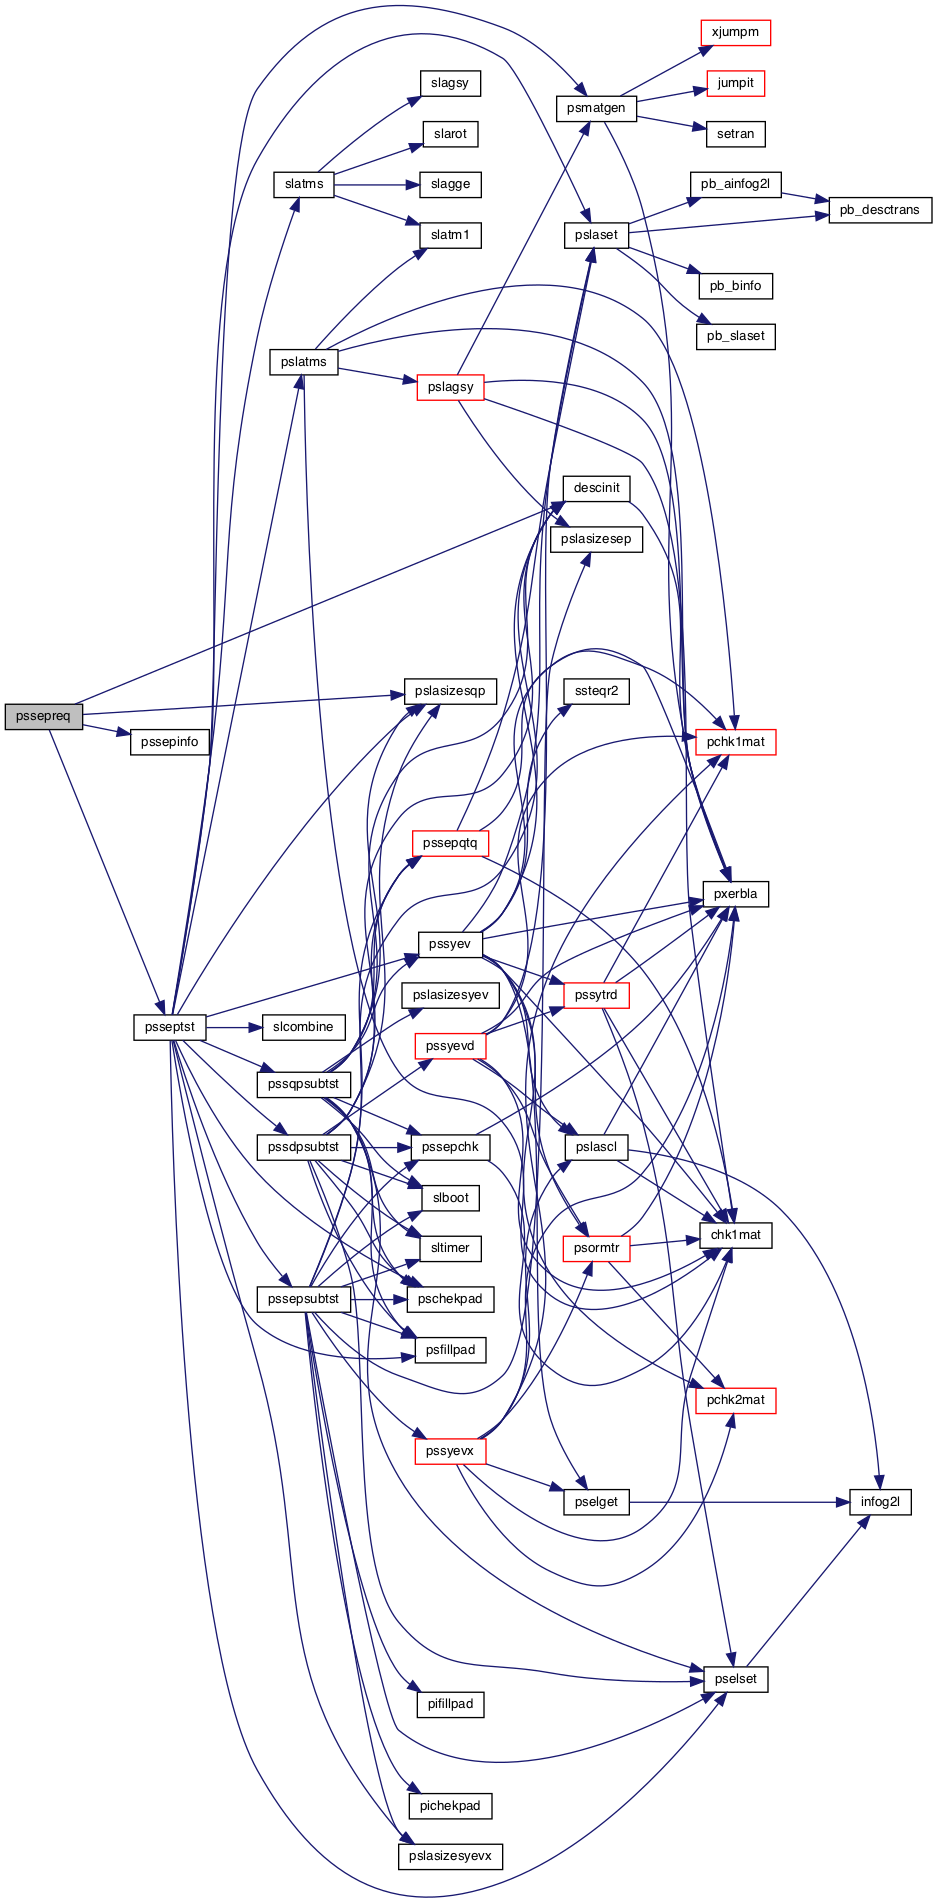 xjumpm
slagsy
jumpit
psmatgen
slarot
setran
slatms
slagge
pb_ainfog2l
pb_desctrans
slatm1
pslaset
pb_binfo
pb_slaset
pslatms
pslagsy
descinit
pslasizesep
pslasizesqp
ssteqr2
pssepreq
pssepinfo
pchk1mat
pssepqtq
pxerbla
pssyev
pslasizesyev
pssytrd
psseptst
slcombine
pssyevd
pssqpsubtst
pssdpsubtst
pssepchk
pslascl
slboot
chk1mat
sltimer
psormtr
pssepsubtst
pschekpad
psfillpad
pchk2mat
pssyevx
pselget
infog2l
pselset
pifillpad
pichekpad
pslasizesyevx